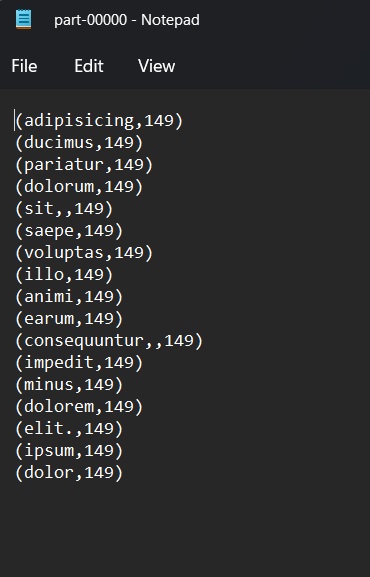 part-00000 - Notepad
File Edit View
(adipisicing,149)
(ducimus,149)
(pariatur,149)
(dolorum,149)
(sit,,149)
(saepe,149)
(voluptas,149)
(illo,149)
(animi,149)
(earum,149)
(consequuntur,,149)
(impedit,149)
(minus,149)
(dolorem,149)
(elit.,149)
(ipsum,149)
(dolor,149)